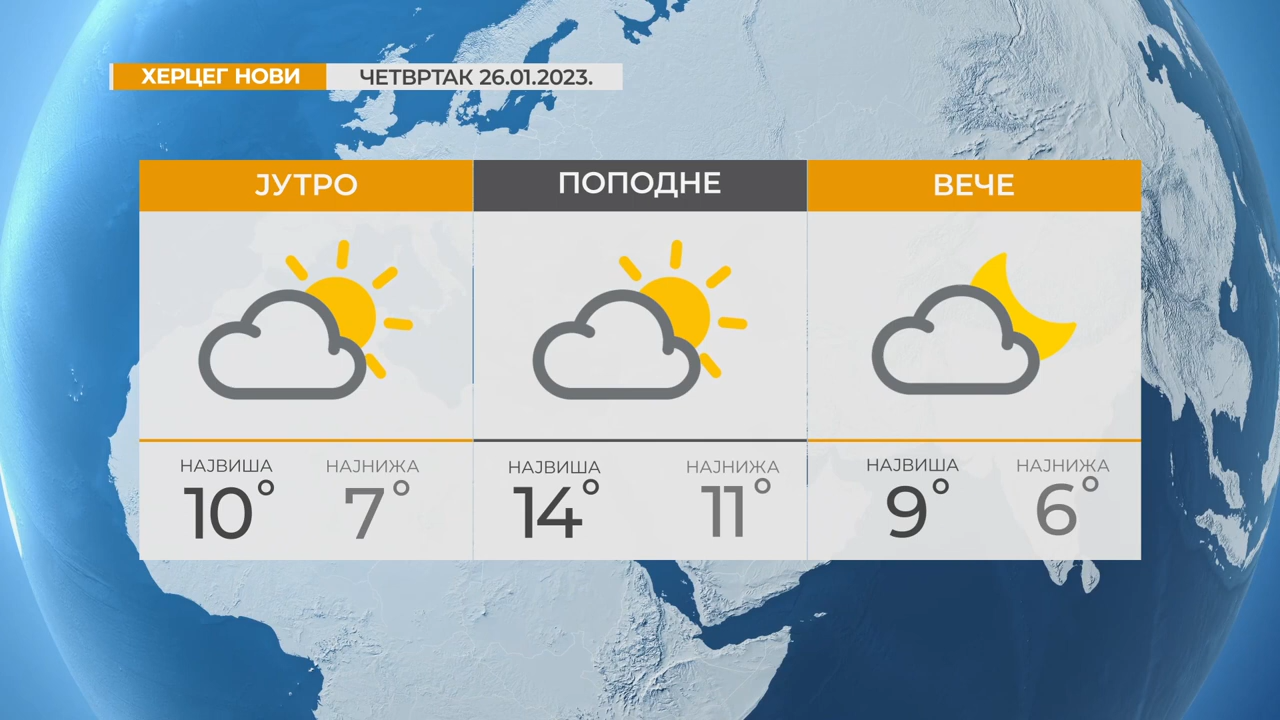 ХЕРЦЕГ НОВИ
ЧЕТВРТАК 26.01.2023.
ЈУТРО
ПОПОДНЕ
ВЕЧЕ
НАЈВИША НАЈНИЖА
10° 7°
НАЈВИША НАЈНИЖА
14° 11°
НАЈВИША НАЈНИЖА
9° 6°